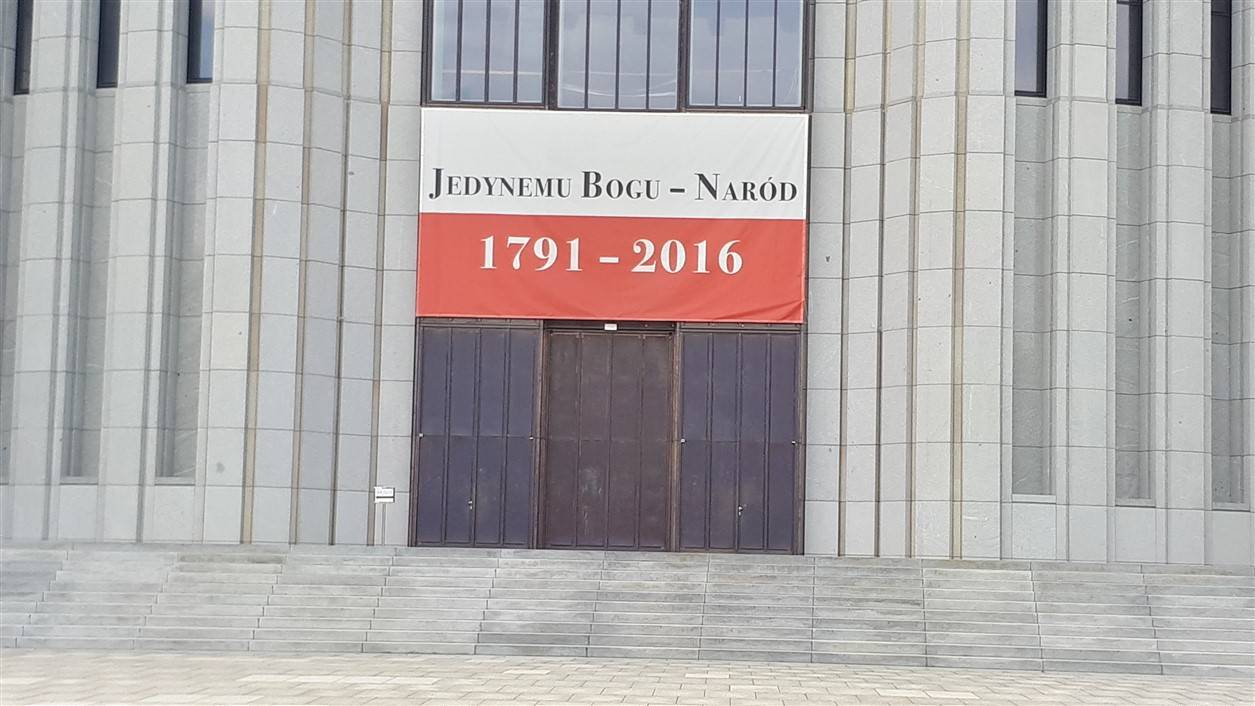 Jedynemu Bogu – Naród
1791 – 2016